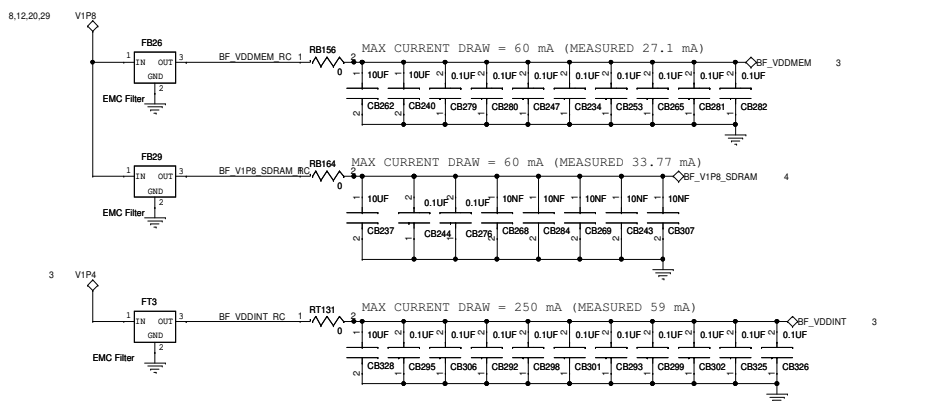 8,12,20,29 V1P8
FB26
1 IN OUT 3
GND
2
EMC Filter
BF_VDDMEM_RC 1 RB156 2
0
MAX CURRENT DRAW = 60 mA (MEASURED 27.1 mA)
BF_VDDMEM 3
10UF 10UF 0.1UF 0.1UF 0.1UF 0.1UF 0.1UF 0.1UF 0.1UF 0.1UF
CB262 CB240 CB279 CB280 CB247 CB234 CB253 CB265 CB281 CB282
FB29
1 IN OUT 3
GND
2
EMC Filter
BF_V1P8_SDRAM_RC RB164 2
0
MAX CURRENT DRAW = 60 mA (MEASURED 33.77 mA)
BF_V1P8_SDRAM 4
10UF 0.1UF 0.1UF 10NF 10NF 10NF 10NF 10NF
CB237 CB244 CB276 CB268 CB284 CB269 CB243 CB307
3 V1P4
FT3
1 IN OUT 3
GND
2
EMC Filter
BF_VDDINT_RC 1 RT131 2
0
MAX CURRENT DRAW = 250 mA (MEASURED 59 mA)
BF_VDDINT 3
10UF 0.1UF 0.1UF 0.1UF 0.1UF 0.1UF 0.1UF 0.1UF 0.1UF 0.1UF 0.1UF
CB328 CB295 CB306 CB292 CB298 CB301 CB293 CB299 CB302 CB325 CB326